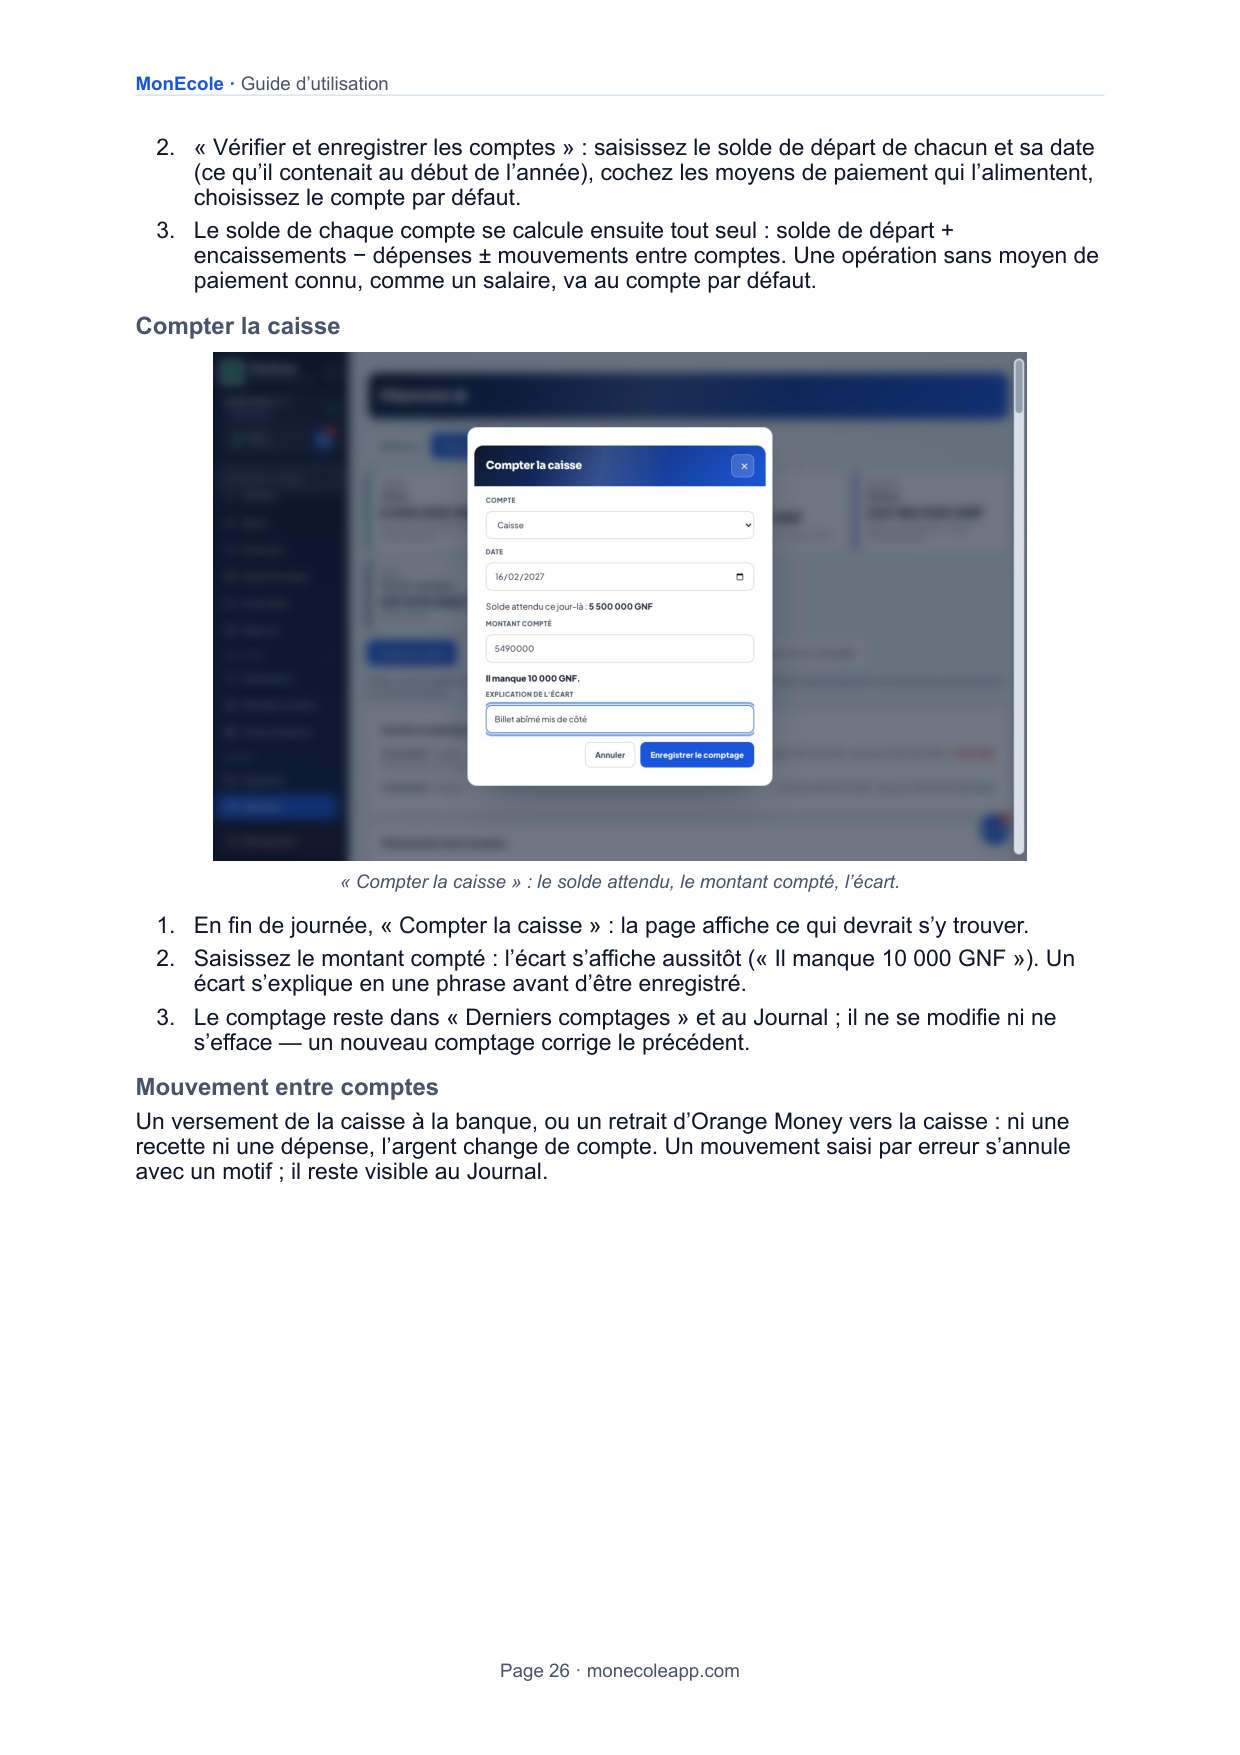 MonEcole · Guide d’utilisation
2. « Vérifier et enregistrer les comptes » : saisissez le solde de départ de chacun et sa date
(ce qu’il contenait au début de l’année), cochez les moyens de paiement qui l’alimentent,
choisissez le compte par défaut.
3. Le solde de chaque compte se calcule ensuite tout seul : solde de départ +
encaissements − dépenses ± mouvements entre comptes. Une opération sans moyen de
paiement connu, comme un salaire, va au compte par défaut.
Compter la caisse
Compter la caisse
COMPTE
Caisse
DATE
16/02/2027
Solde attendu ce jour-là : 5 500 000 GNF
MONTANT COMPTÉ
5490000
Il manque 10 000 GNF.
EXPLICATION DE L’ÉCART
Billet abîmé mis de côté
Annuler Enregistrer le comptage
« Compter la caisse » : le solde attendu, le montant compté, l’écart.
1. En fin de journée, « Compter la caisse » : la page affiche ce qui devrait s’y trouver.
2. Saisissez le montant compté : l’écart s’affiche aussitôt (« Il manque 10 000 GNF »). Un
écart s’explique en une phrase avant d’être enregistré.
3. Le comptage reste dans « Derniers comptages » et au Journal ; il ne se modifie ni ne
s’efface — un nouveau comptage corrige le précédent.
Mouvement entre comptes
Un versement de la caisse à la banque, ou un retrait d’Orange Money vers la caisse : ni une
recette ni une dépense, l’argent change de compte. Un mouvement saisi par erreur s’annule
avec un motif ; il reste visible au Journal.
Page 26 · monecoleapp.com